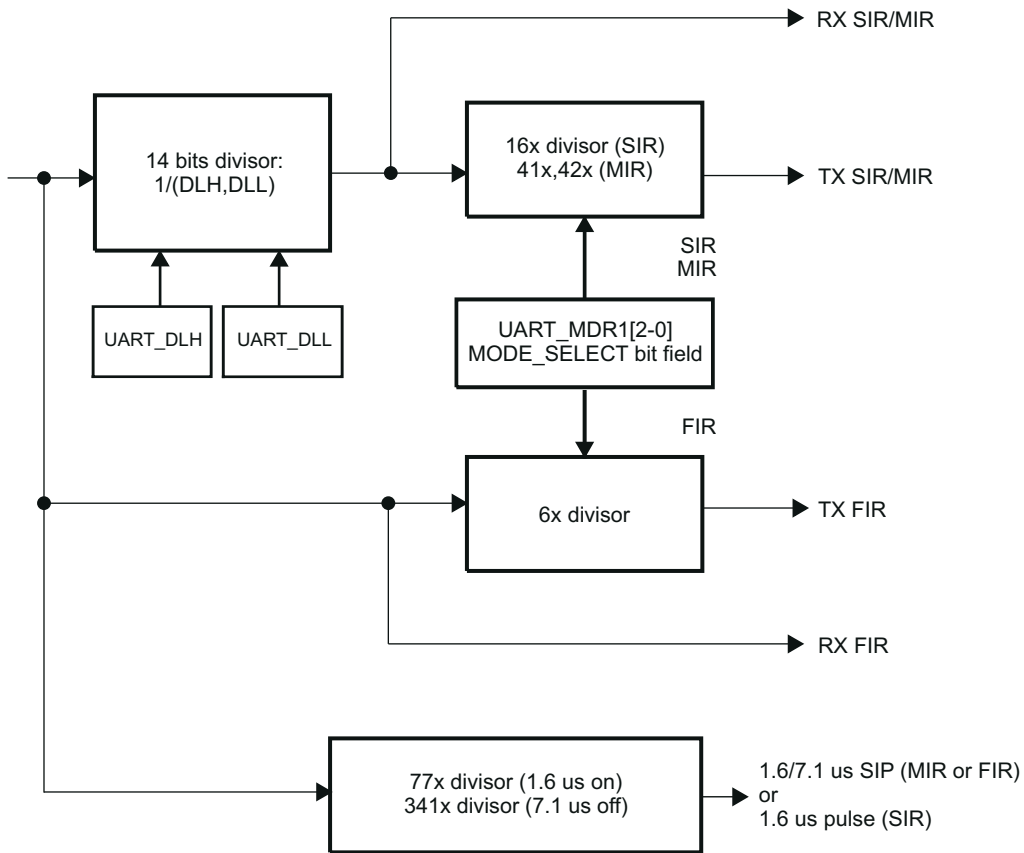 RX SIR/MIR
14 bits divisor:
1/(DLH,DLL)
16x divisor (SIR)
41x,42x (MIR)
TX SIR/MIR
SIR
MIR
UART_DLH
UART_DLL
UART_MDR1[2-0]
MODE_SELECT bit field
FIR
6x divisor
TX FIR
RX FIR
77x divisor (1.6 us on)
341x divisor (7.1 us off)
1.6/7.1 us SIP (MIR or FIR)
or
1.6 us pulse (SIR)